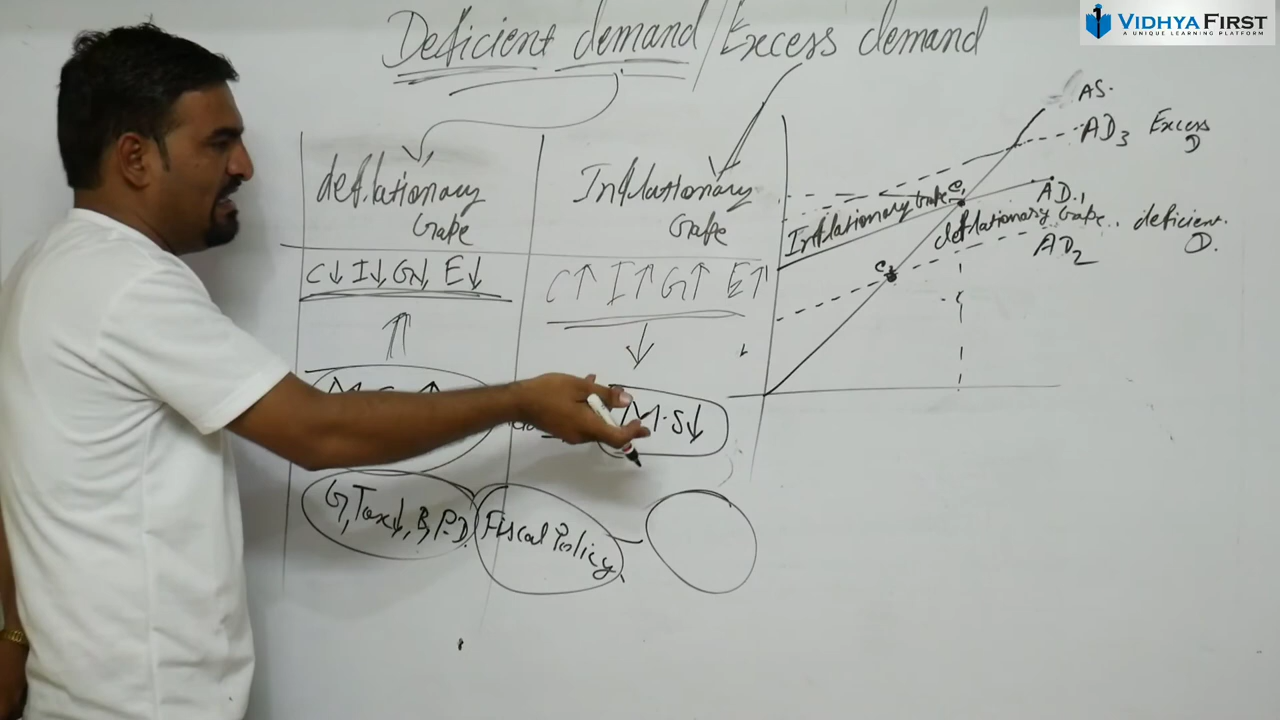 VIDHYA FIRST
A UNIQUE LEARNING PLATFORM
Deficient demand / Excess demand
deflationary
Gape
Inflationary
Gape
C↓ I↓ G↓ E↓
C↑ I↑ G↑ E↑
M.S↓
G, Tax↓, B, P.D.
Fiscal Policy
AS.
AD3 Excess
D
AD1
Inflationary Gape
e1
deflationary Gape
deficient
D.
AD2
e